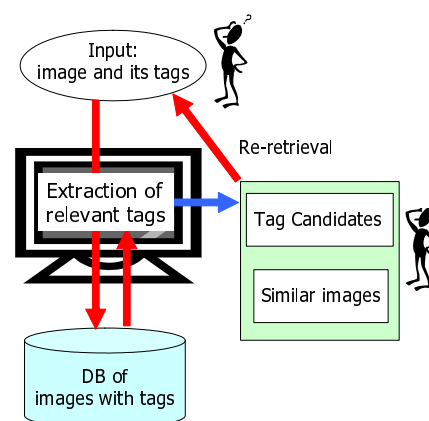 Input:
image and its tags
?
Re-retrieval
Extraction of
relevant tags
Tag Candidates
Similar images
DB of
images with tags